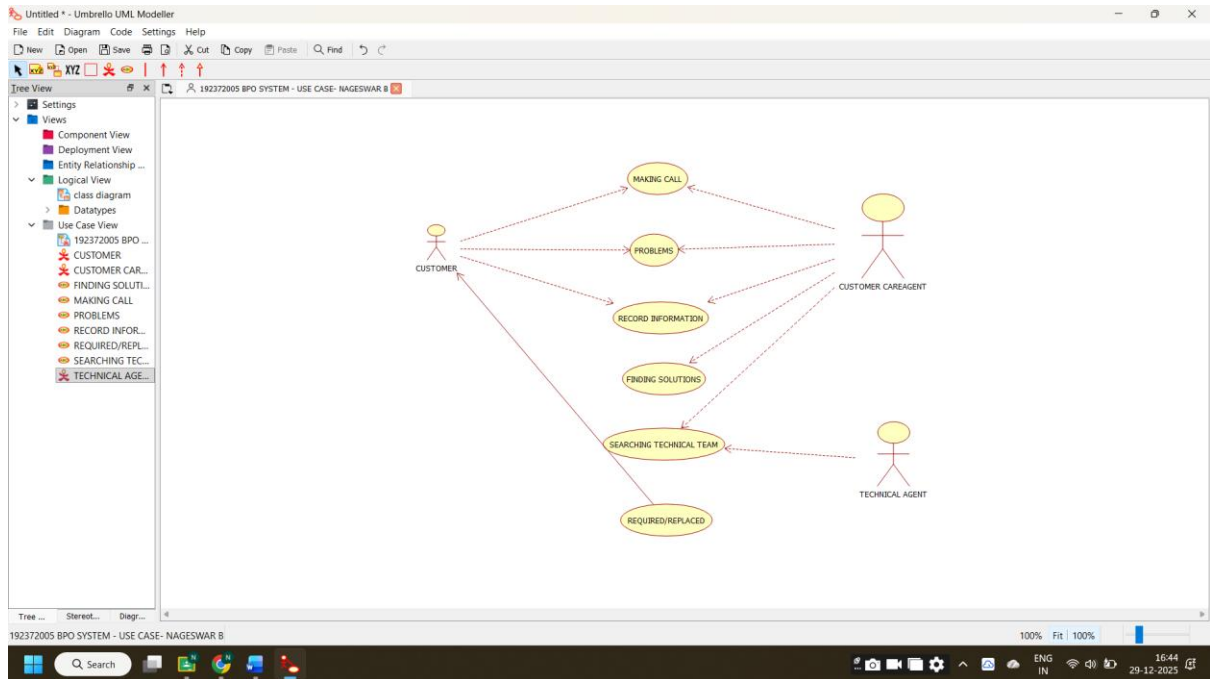 Untitled * - Umbrello UML Modeller
File Edit Diagram Code Settings Help
New Open Save Cut Copy Paste Find
XYZ
Tree View
192372005 BPO SYSTEM - USE CASE- NAGESWAR B
Settings
Views
Component View
Deployment View
Entity Relationship ...
Logical View
class diagram
Datatypes
Use Case View
192372005 BPO ...
CUSTOMER
CUSTOMER CAR...
FINDING SOLUTI...
MAKING CALL
PROBLEMS
RECORD INFOR...
REQUIRED/REPL...
SEARCHING TEC...
TECHNICAL AGE...
MAKING CALL
PROBLEMS
CUSTOMER
CUSTOMER CAREAGENT
RECORD INFORMATION
FINDING SOLUTIONS
SEARCHING TECHNICAL TEAM
TECHNICAL AGENT
REQUIRED/REPLACED
Tree ... Stereot... Diagr...
192372005 BPO SYSTEM - USE CASE- NAGESWAR B
100% Fit 100%
Search
ENG
IN
16:44
29-12-2025